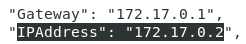 "Gateway": "172.17.0.1",
"IPAddress": "172.17.0.2",